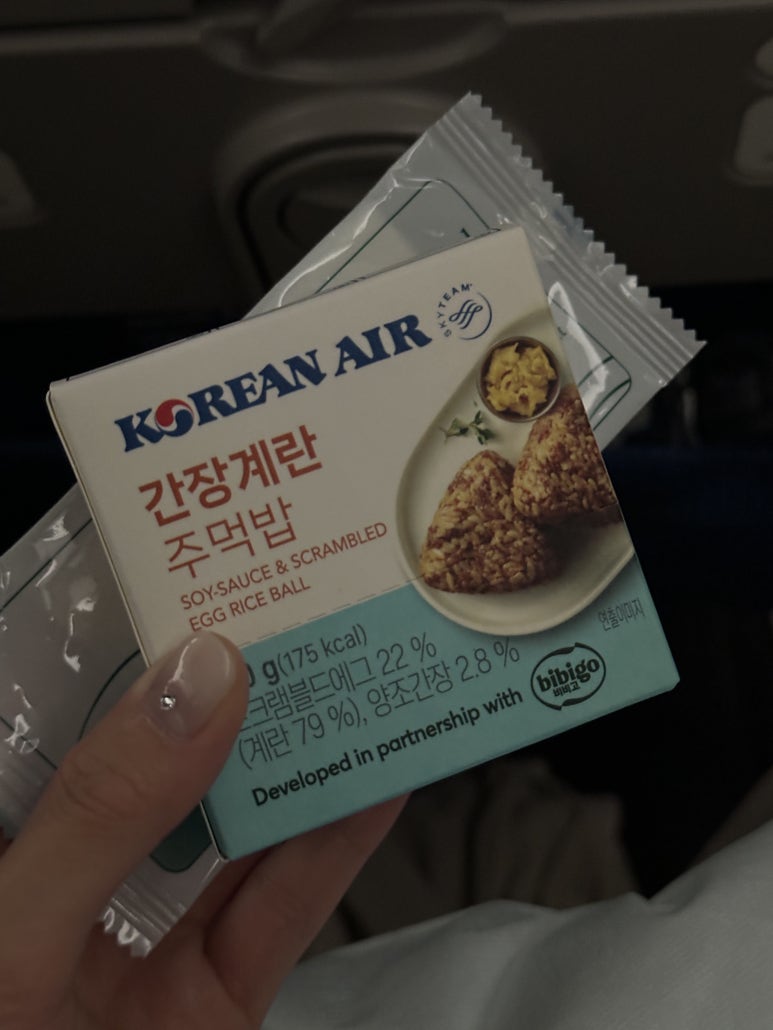 SKYTEAM
KOREAN AIR
간장계란
주먹밥
SOY-SAUCE & SCRAMBLED
EGG RICE BALL
연출이미지
g(175 kcal)
크램블드에그 22 %
(계란 79 %), 양조간장 2.8 %
Developed in partnership with
bibigo
비비고